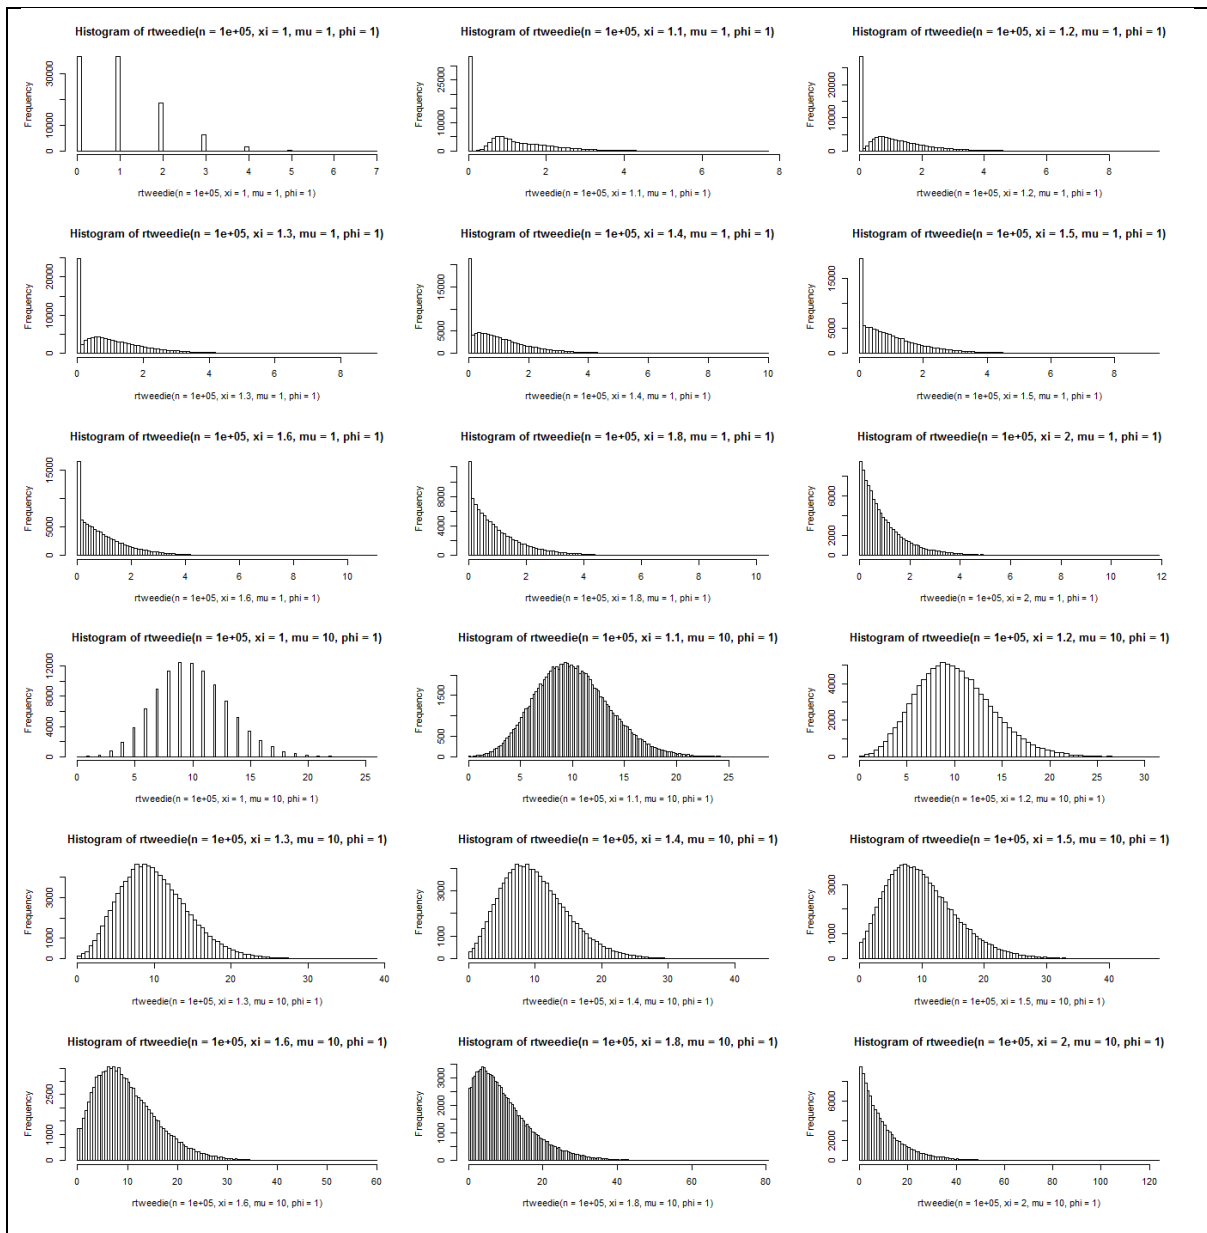 Histogram of rtweedie(n = 1e+05, xi = 1, mu = 1, phi = 1)
Frequency
0 10000 30000
0 1 2 3 4 5 6 7
rtweedie(n = 1e+05, xi = 1, mu = 1, phi = 1)
Histogram of rtweedie(n = 1e+05, xi = 1.1, mu = 1, phi = 1)
Frequency
0 10000 20000 30000
0 2 4 6 8
rtweedie(n = 1e+05, xi = 1.1, mu = 1, phi = 1)
Histogram of rtweedie(n = 1e+05, xi = 1.2, mu = 1, phi = 1)
Frequency
0 10000 20000
0 2 4 6 8
rtweedie(n = 1e+05, xi = 1.2, mu = 1, phi = 1)
Histogram of rtweedie(n = 1e+05, xi = 1.3, mu = 1, phi = 1)
Frequency
0 10000 20000
0 2 4 6 8
rtweedie(n = 1e+05, xi = 1.3, mu = 1, phi = 1)
Histogram of rtweedie(n = 1e+05, xi = 1.4, mu = 1, phi = 1)
Frequency
0 5000 15000
0 2 4 6 8 10
rtweedie(n = 1e+05, xi = 1.4, mu = 1, phi = 1)
Histogram of rtweedie(n = 1e+05, xi = 1.5, mu = 1, phi = 1)
Frequency
0 5000 15000
0 2 4 6 8
rtweedie(n = 1e+05, xi = 1.5, mu = 1, phi = 1)
Histogram of rtweedie(n = 1e+05, xi = 1.6, mu = 1, phi = 1)
Frequency
0 5000 15000
0 2 4 6 8 10
rtweedie(n = 1e+05, xi = 1.6, mu = 1, phi = 1)
Histogram of rtweedie(n = 1e+05, xi = 1.8, mu = 1, phi = 1)
Frequency
0 4000 8000
0 2 4 6 8 10
rtweedie(n = 1e+05, xi = 1.8, mu = 1, phi = 1)
Histogram of rtweedie(n = 1e+05, xi = 2, mu = 1, phi = 1)
Frequency
0 2000 6000
0 2 4 6 8 10 12
rtweedie(n = 1e+05, xi = 2, mu = 1, phi = 1)
Histogram of rtweedie(n = 1e+05, xi = 1, mu = 10, phi = 1)
Frequency
0 4000 8000 12000
0 5 10 15 20 25
rtweedie(n = 1e+05, xi = 1, mu = 10, phi = 1)
Histogram of rtweedie(n = 1e+05, xi = 1.1, mu = 10, phi = 1)
Frequency
0 500 1500
0 5 10 15 20 25
rtweedie(n = 1e+05, xi = 1.1, mu = 10, phi = 1)
Histogram of rtweedie(n = 1e+05, xi = 1.2, mu = 10, phi = 1)
Frequency
0 1000 3000 5000
0 5 10 15 20 25 30
rtweedie(n = 1e+05, xi = 1.2, mu = 10, phi = 1)
Histogram of rtweedie(n = 1e+05, xi = 1.3, mu = 10, phi = 1)
Frequency
0 1000 3000
0 10 20 30 40
rtweedie(n = 1e+05, xi = 1.3, mu = 10, phi = 1)
Histogram of rtweedie(n = 1e+05, xi = 1.4, mu = 10, phi = 1)
Frequency
0 1000 3000
0 10 20 30 40
rtweedie(n = 1e+05, xi = 1.4, mu = 10, phi = 1)
Histogram of rtweedie(n = 1e+05, xi = 1.5, mu = 10, phi = 1)
Frequency
0 1000 3000
0 10 20 30 40
rtweedie(n = 1e+05, xi = 1.5, mu = 10, phi = 1)
Histogram of rtweedie(n = 1e+05, xi = 1.6, mu = 10, phi = 1)
Frequency
0 1000 2500
0 10 20 30 40 50 60
rtweedie(n = 1e+05, xi = 1.6, mu = 10, phi = 1)
Histogram of rtweedie(n = 1e+05, xi = 1.8, mu = 10, phi = 1)
Frequency
0 1000 2000 3000
0 20 40 60 80
rtweedie(n = 1e+05, xi = 1.8, mu = 10, phi = 1)
Histogram of rtweedie(n = 1e+05, xi = 2, mu = 10, phi = 1)
Frequency
0 2000 6000
0 20 40 60 80 100 120
rtweedie(n = 1e+05, xi = 2, mu = 10, phi = 1)